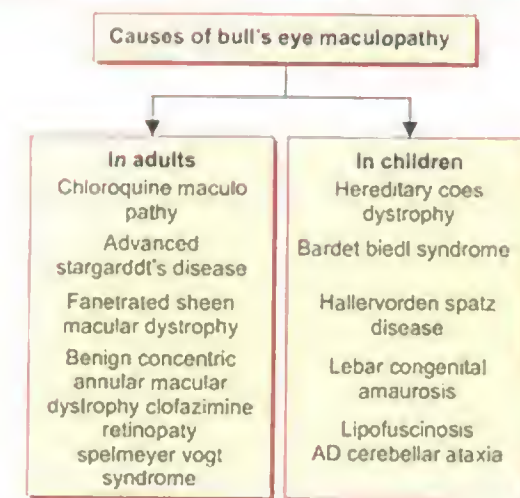 Causes of bull's eye maculopathy
In adults
Chloroquine maculo
pathy
Advanced
stargarddt's disease
Fanetrated sheen
macular dystrophy
Benign concentric
annular macular
dystrophy clofazimine
retinopaty
spelmeyer vogt
syndrome
In children
Hereditary coes
dystrophy
Bardet biedl syndrome
Hallervorden spatz
disease
Lebar congenital
amaurosis
Lipofuscinosis
AD cerebellar ataxia